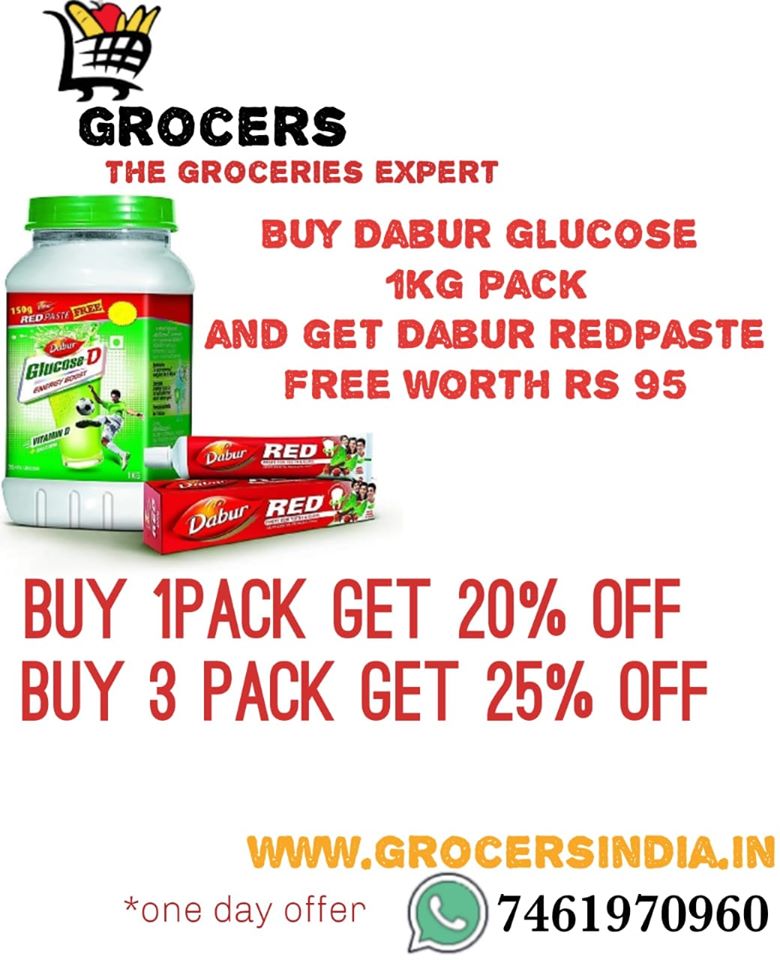 GROCERS
THE GROCERIES EXPERT
BUY DABUR GLUCOSE
1KG PACK
AND GET DABUR REDPASTE
FREE WORTH RS 95
150g
RED PASTE FREE
Dabur
Glucose-D
ENERGY BOOST
VITAMIN D
1KG
Dabur RED
Dabur
Dabur RED
RED
BUY 1PACK GET 20% OFF
BUY 3 PACK GET 25% OFF
WWW.GROCERSINDIA.IN
*one day offer
7461970960